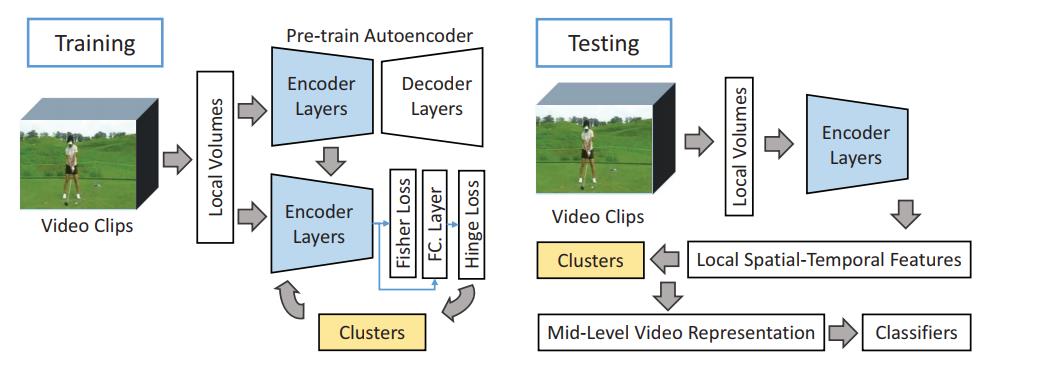 Training
Pre-train Autoencoder
Encoder
Layers
Decoder
Layers
Local Volumes
Video Clips
Encoder
Layers
Fisher Loss
FC. Layer
Hinge Loss
Clusters
Testing
Video Clips
Local Volumes
Encoder
Layers
Clusters
Local Spatial-Temporal Features
Mid-Level Video Representation
Classifiers